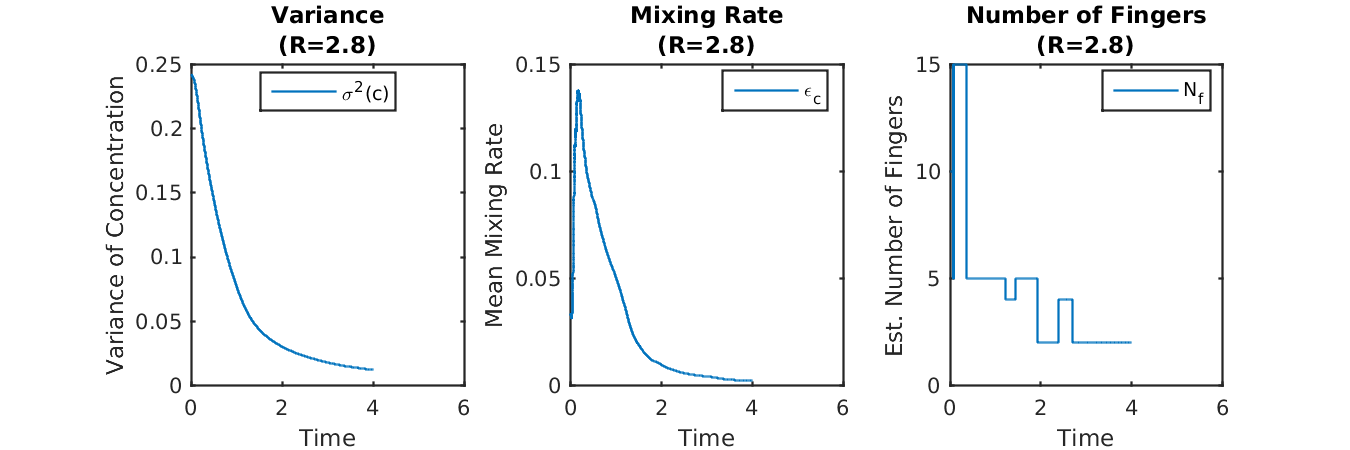 Variance
(R=2.8)
Variance of Concentration
0.25
0.2
0.15
0.1
0.05
0
0 2 4 6
Time
σ²(c)
Mixing Rate
(R=2.8)
Mean Mixing Rate
0.15
0.1
0.05
0
0 2 4 6
Time
ϵc
Number of Fingers
(R=2.8)
Est. Number of Fingers
15
10
5
0
0 2 4 6
Time
Nf